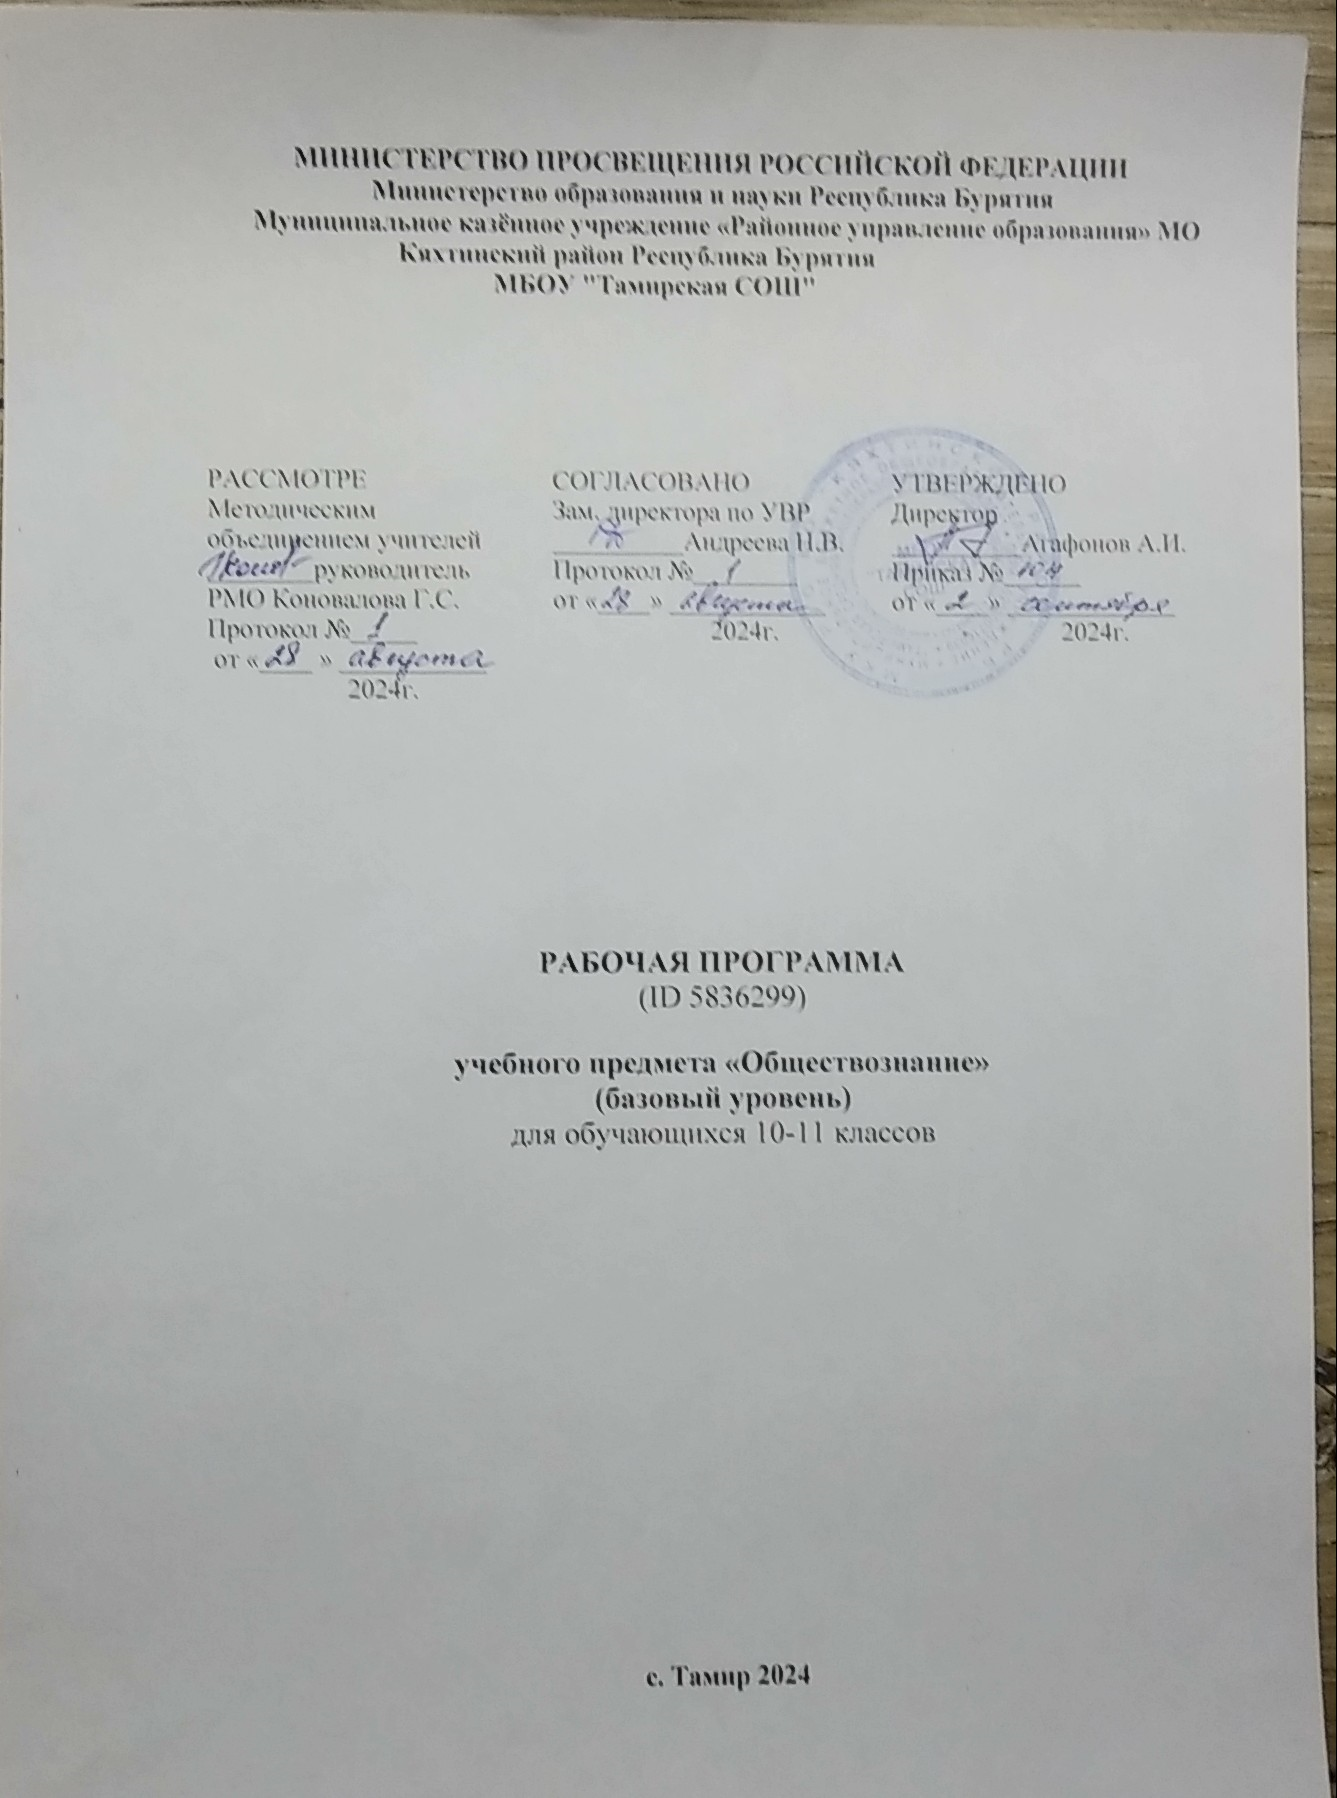 МИНИСТЕРСТВО ПРОСВЕЩЕНИЯ РОССИЙСКОЙ ФЕДЕРАЦИИ
Министерство образования и науки Республика Бурятия
Муниципальное казённое учреждение «Районное управление образования» МО
Кяхтинский район Республика Бурятия
МБОУ "Тамирская СОШ"
РАССМОТРЕ
Методическим
объединением учителей
руководитель
РМО Коновалова Г.С.
Протокол № 1
от « 28 » августа
2024г.
СОГЛАСОВАНО
Зам. директора по УВР
Андреева Н.В.
Протокол № 1
от « 28 » августа
2024г.
УТВЕРЖДЕНО
Директор
Агафонов А.И.
Приказ № 104
от « 2 » сентября
2024г.
РАБОЧАЯ ПРОГРАММА
(ID 5836299)
учебного предмета «Обществознание»
(базовый уровень)
для обучающихся 10-11 классов
с. Тамир 2024